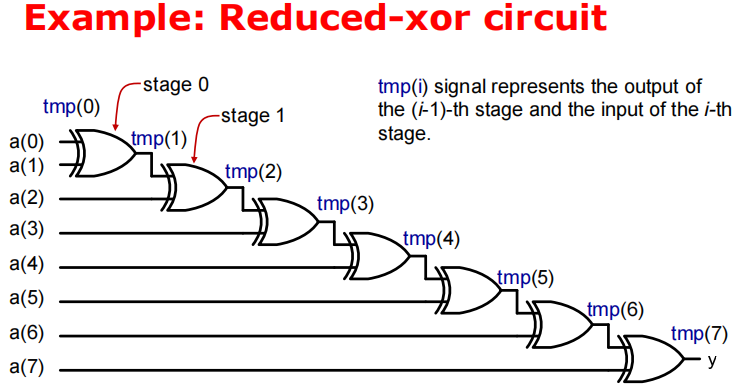 Example: Reduced-xor circuit
stage 0
tmp(i) signal represents the output of
the (i-1)-th stage and the input of the i-th
stage.
tmp(0)
stage 1
a(0)
tmp(1)
a(1)
tmp(2)
a(2)
tmp(3)
a(3)
tmp(4)
a(4)
tmp(5)
a(5)
tmp(6)
a(6)
tmp(7)
y
a(7)